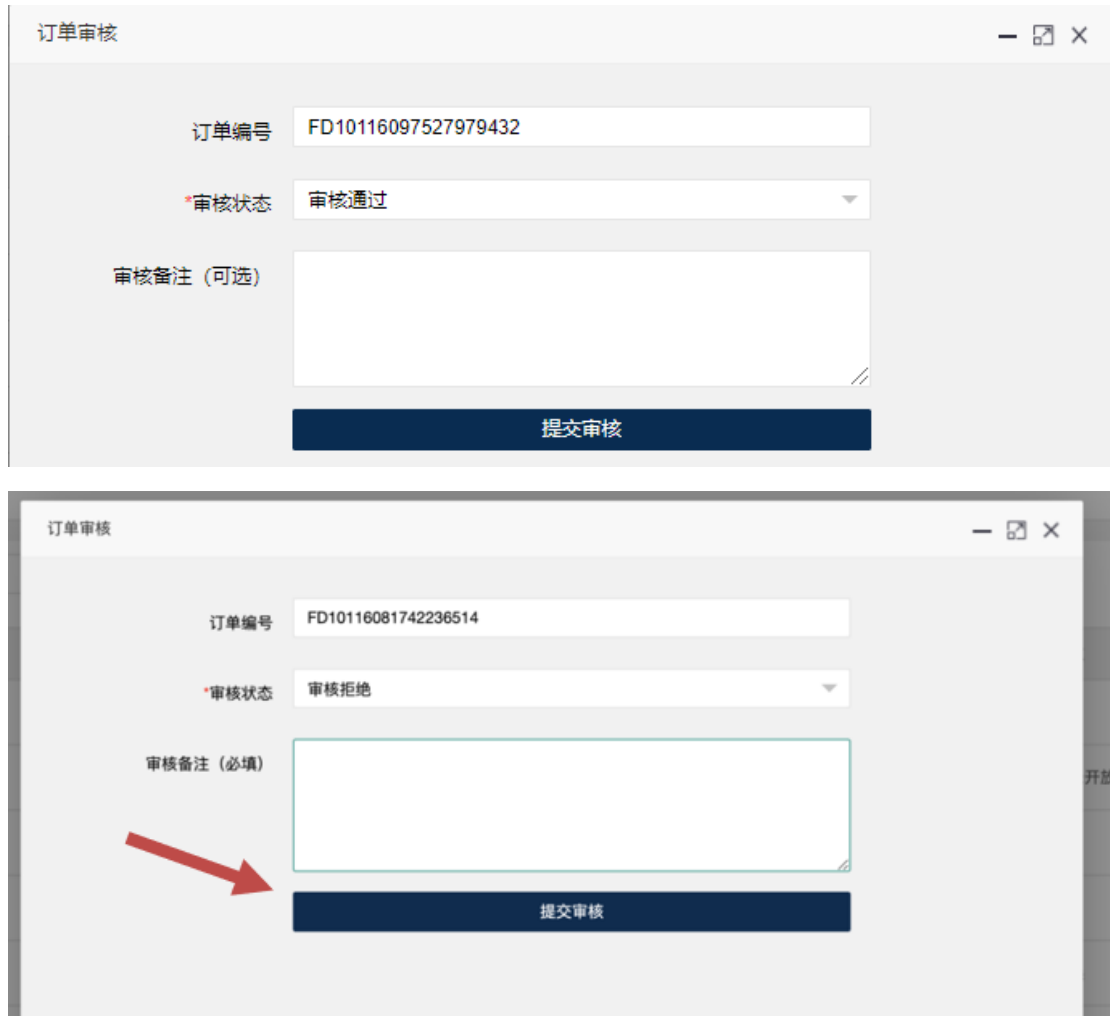 订单审核
订单编号 FD10116097527979432
*审核状态 审核通过
审核备注（可选）
提交审核
订单审核
订单编号 FD10116081742236514
*审核状态 审核拒绝
审核备注（必填）
开放
提交审核